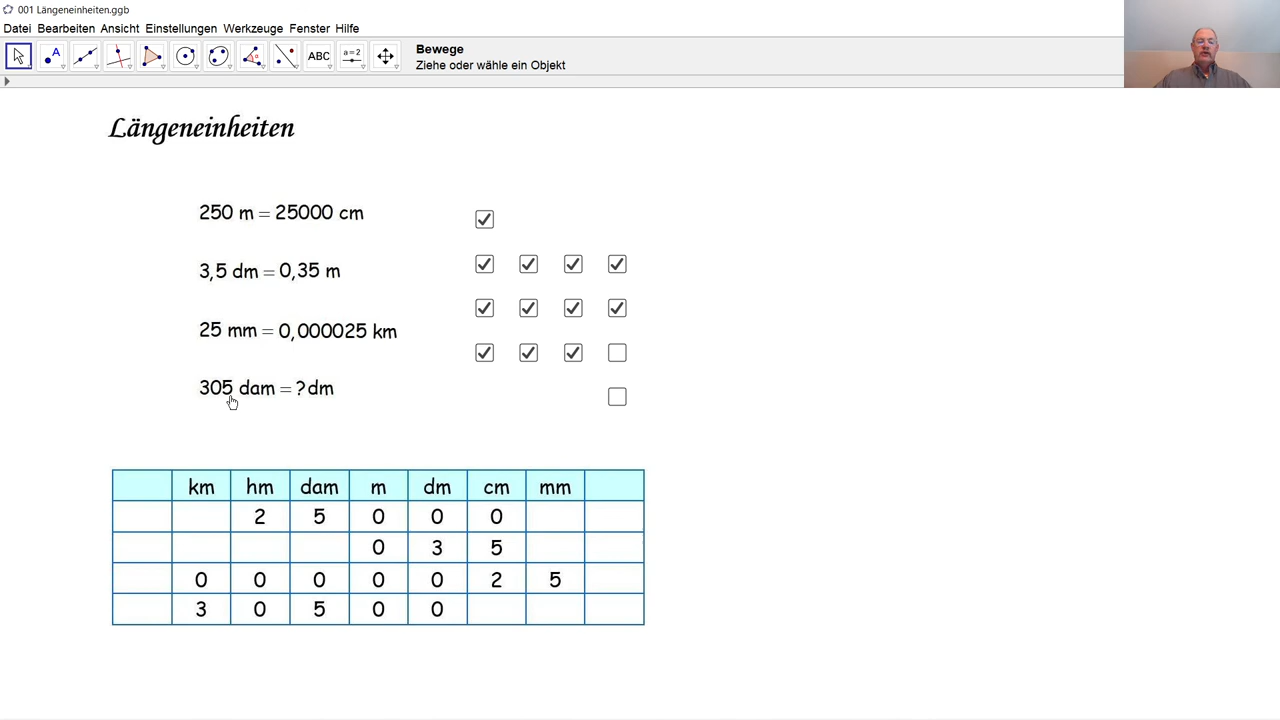 001 Längeneinheiten.ggb
Datei Bearbeiten Ansicht Einstellungen Werkzeuge Fenster Hilfe
A ABC a=2
Bewege
Ziehe oder wähle ein Objekt
Längeneinheiten
250 m = 25000 cm
3,5 dm = 0,35 m
25 mm = 0,000025 km
305 dam = ? dm
km hm dam m dm cm mm
2 5 0 0 0
0 3 5
0 0 0 0 0 2 5
3 0 5 0 0